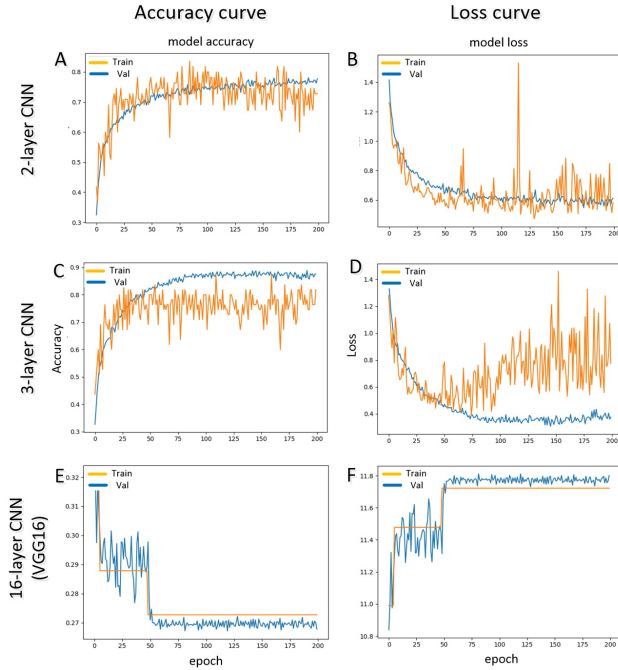 Accuracy curve Loss curve
2-layer CNN
A
model accuracy
Train
Val
0.8
0.7
0.6
0.5
0.4
0.3
0 25 50 75 100 125 150 175 200
B
model loss
Train
Val
1.4
1.2
1.0
0.8
0.6
0 25 50 75 100 125 150 175 200
3-layer CNN
C
Train
Val
Accuracy
0.9
0.8
0.7
0.6
0.5
0.4
0.3
0 25 50 75 100 125 150 175 200
D
Train
Val
Loss
1.4
1.2
1.0
0.8
0.6
0.4
0 25 50 75 100 125 150 175 200
16-layer CNN
(VGG16)
E
Train
Val
0.32
0.31
0.30
0.29
0.28
0.27
0 25 50 75 100 125 150 175 200
epoch
F
Train
Val
11.8
11.6
11.4
11.2
11.0
10.8
0 25 50 75 100 125 150 175 200
epoch